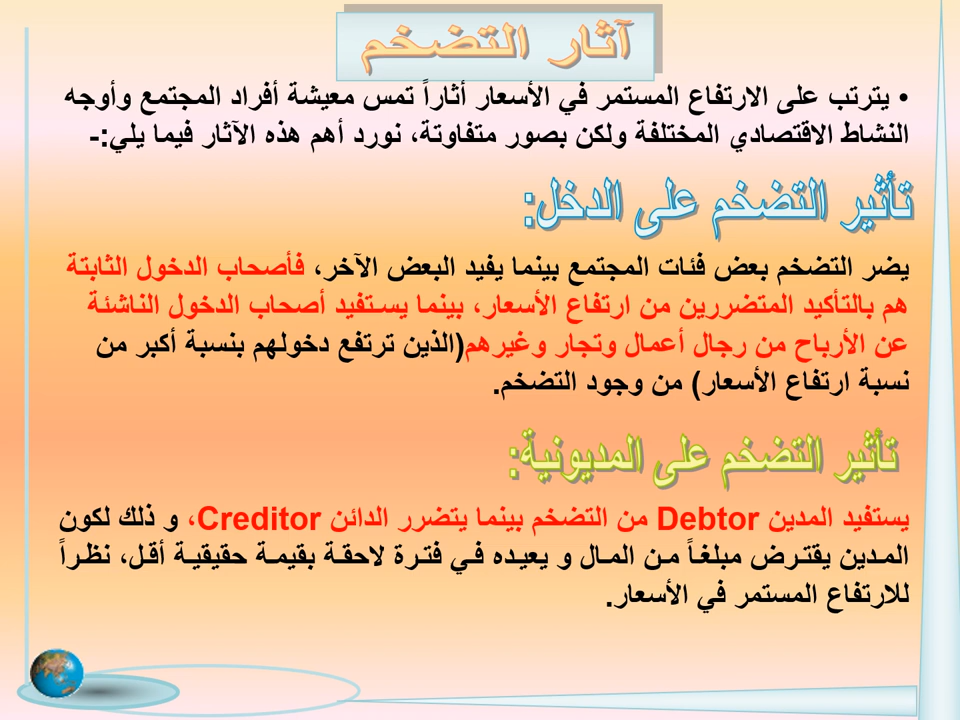 آثار التضخم
• يترتب على الارتفاع المستمر في الأسعار أثاراً تمس معيشة أفراد المجتمع وأوجه
النشاط الاقتصادي المختلفة ولكن بصور متفاوتة، نورد أهم هذه الآثار فيما يلي:-
تأثير التضخم على الدخل:
يضر التضخم بعض فئات المجتمع بينما يفيد البعض الآخر، فأصحاب الدخول الثابتة
هم بالتأكيد المتضررين من ارتفاع الأسعار، بينما يستفيد أصحاب الدخول الناشئة
عن الأرباح من رجال أعمال وتجار وغيرهم(الذين ترتفع دخولهم بنسبة أكبر من
نسبة ارتفاع الأسعار) من وجود التضخم.
تأثير التضخم على المديونية:
يستفيد المدين Debtor من التضخم بينما يتضرر الدائن Creditor، و ذلك لكون
المدين يقترض مبلغاً من المال و يعيده في فترة لاحقة بقيمة حقيقية أقل، نظراً
للارتفاع المستمر في الأسعار.